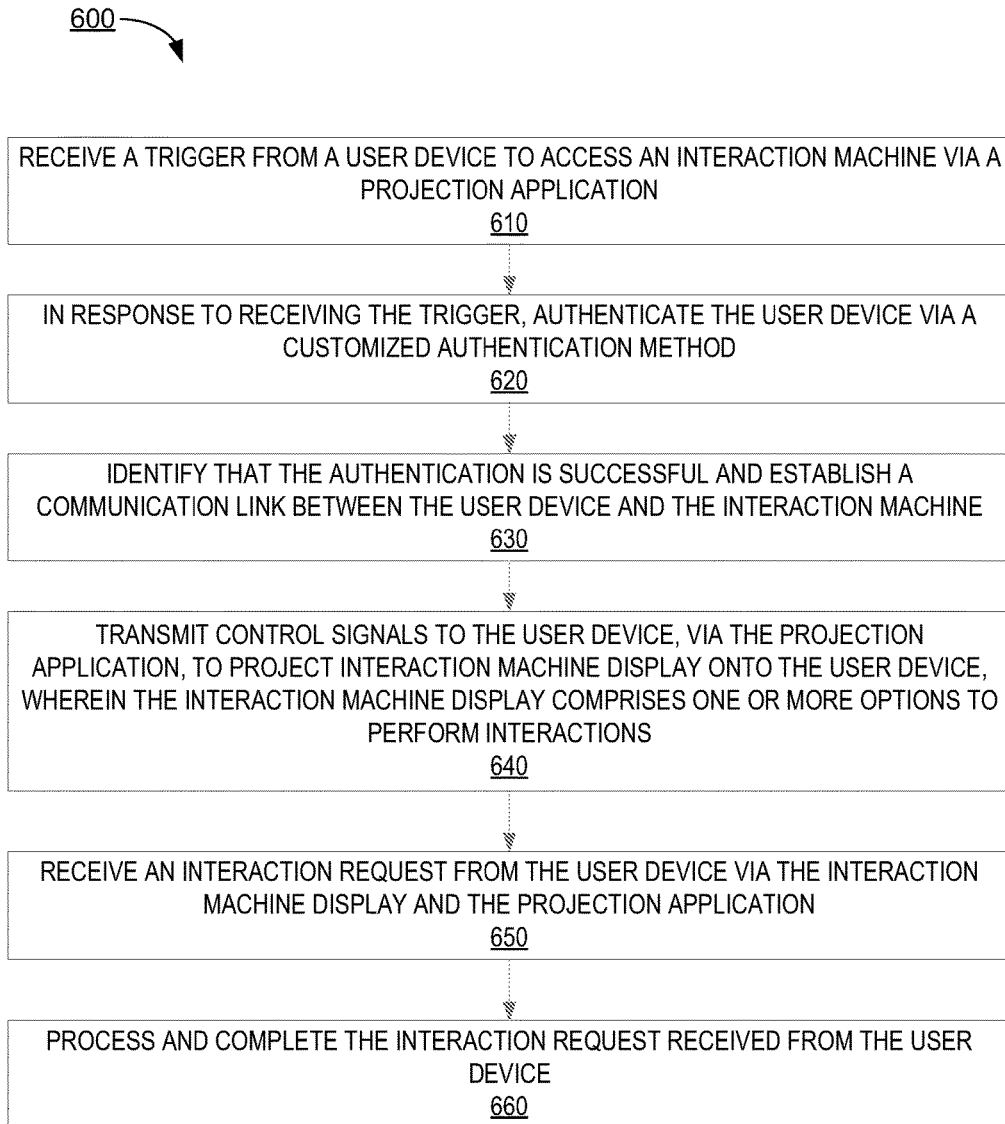 600
RECEIVE A TRIGGER FROM A USER DEVICE TO ACCESS AN INTERACTION MACHINE VIA A
PROJECTION APPLICATION
610
IN RESPONSE TO RECEIVING THE TRIGGER, AUTHENTICATE THE USER DEVICE VIA A
CUSTOMIZED AUTHENTICATION METHOD
620
IDENTIFY THAT THE AUTHENTICATION IS SUCCESSFUL AND ESTABLISH A
COMMUNICATION LINK BETWEEN THE USER DEVICE AND THE INTERACTION MACHINE
630
TRANSMIT CONTROL SIGNALS TO THE USER DEVICE, VIA THE PROJECTION
APPLICATION, TO PROJECT INTERACTION MACHINE DISPLAY ONTO THE USER DEVICE,
WHEREIN THE INTERACTION MACHINE DISPLAY COMPRISES ONE OR MORE OPTIONS TO
PERFORM INTERACTIONS
640
RECEIVE AN INTERACTION REQUEST FROM THE USER DEVICE VIA THE INTERACTION
MACHINE DISPLAY AND THE PROJECTION APPLICATION
650
PROCESS AND COMPLETE THE INTERACTION REQUEST RECEIVED FROM THE USER
DEVICE
660